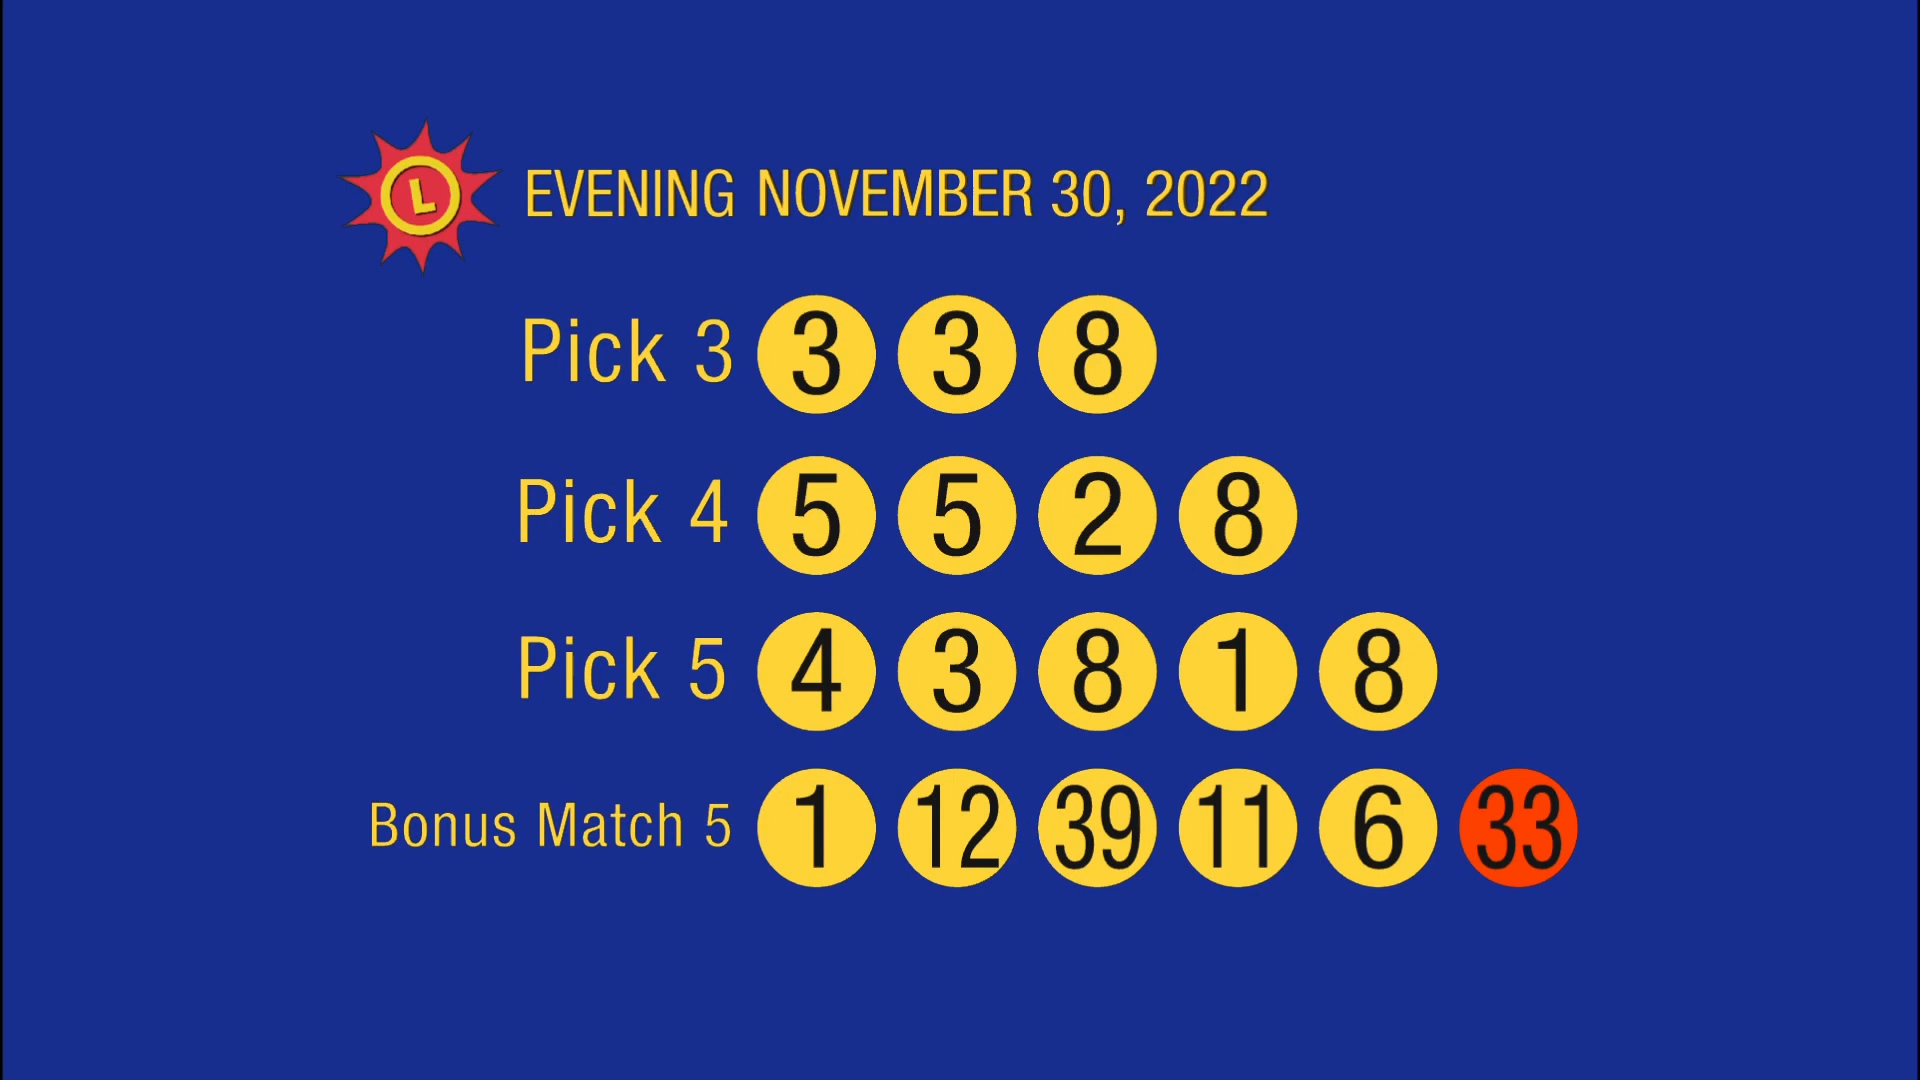 L EVENING NOVEMBER 30, 2022
Pick 3 3 3 8
Pick 4 5 5 2 8
Pick 5 4 3 8 1 8
Bonus Match 5 1 12 39 11 6 33